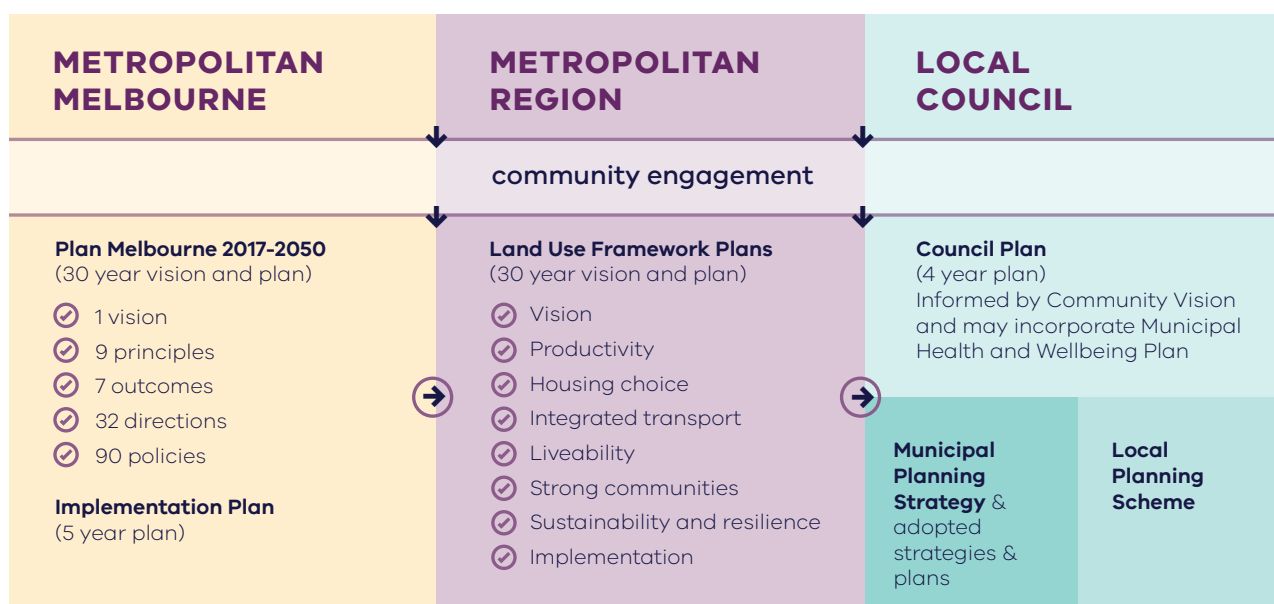 METROPOLITAN
MELBOURNE
METROPOLITAN
REGION
LOCAL
COUNCIL
community engagement
Plan Melbourne 2017-2050
(30 year vision and plan)
1 vision
9 principles
7 outcomes
32 directions
90 policies
Implementation Plan
(5 year plan)
Land Use Framework Plans
(30 year vision and plan)
Vision
Productivity
Housing choice
Integrated transport
Liveability
Strong communities
Sustainability and resilience
Implementation
Council Plan
(4 year plan)
Informed by Community Vision
and may incorporate Municipal
Health and Wellbeing Plan
Municipal
Planning
Strategy &
adopted
strategies &
plans
Local
Planning
Scheme